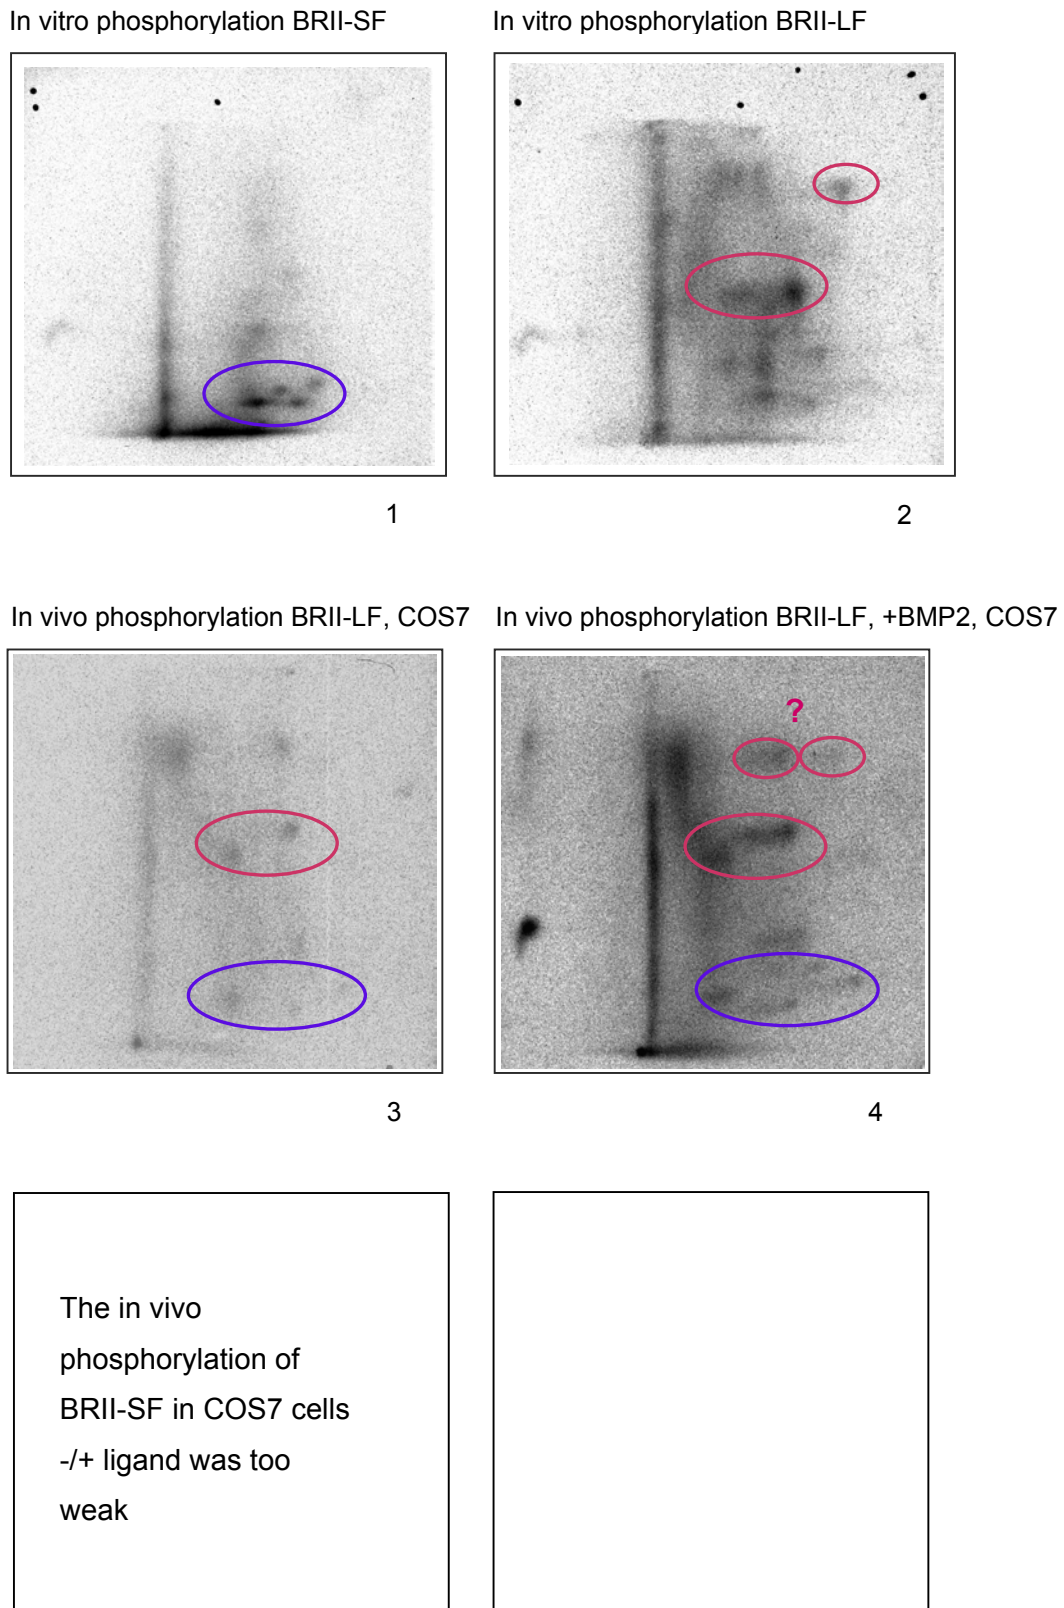 In vitro phosphorylation BRII-SF
In vitro phosphorylation BRII-LF
1
2
In vivo phosphorylation BRII-LF, COS7
In vivo phosphorylation BRII-LF, +BMP2, COS7
?
3
4
The in vivo
phosphorylation of
BRII-SF in COS7 cells
-/+ ligand was too
weak